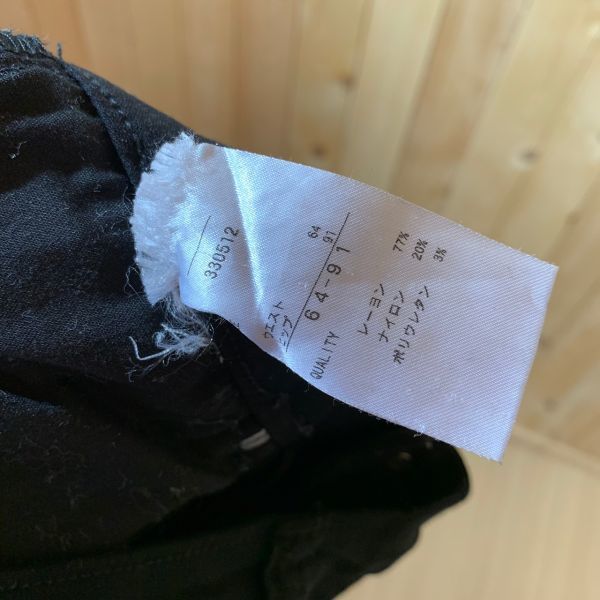 330512
ウエスト 64
ヒップ 91
64-91
QUALITY
レーヨン 77%
ナイロン 20%
ポリウレタン 3%